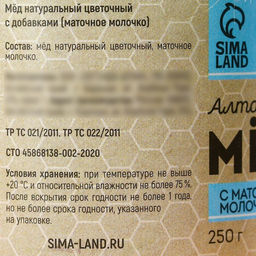 Мёд натуральный цветочный
с добавками (маточное молочко)
Состав: мёд натуральный цветочный, маточное
молочко.
ТР ТС 021/2011, ТР ТС 022/2011
СТО 45868138-002-2020
Условия хранения: при температуре не выше
+20 °С и относительной влажности не более 75 %.
После вскрытия срок годности не более 1 года,
но не более срока годности, указанного
на упаковке.
SIMA-LAND.RU
SIMA
LAND
Алта
Мё
С МАТО
МОЛОЧ
250 г